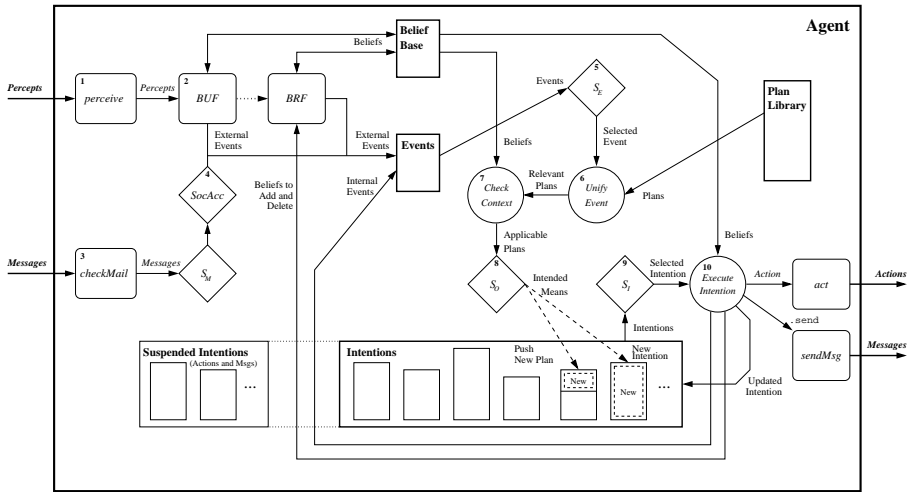 Agent
Belief
Base
Beliefs
5
Events
S_E
Plan
Library
Percepts
1
perceive
Percepts
2
BUF
BRF
External
Events
External
Events
Events
Selected
Event
Beliefs
4
SocAcc
Beliefs to
Add and
Delete
Internal
Events
7
Check
Context
Relevant
Plans
6
Unify
Event
Plans
Applicable
Plans
Beliefs
Messages
3
checkMail
Messages
S_M
8
S_O
Intended
Means
9
S_I
Selected
Intention
10
Execute
Intention
Action
act
Actions
.send
sendMsg
Messages
Intentions
Suspended Intentions
(Actions and Msgs)
...
Intentions
Push
New Plan
New
Intention
New
New
...
Updated
Intention